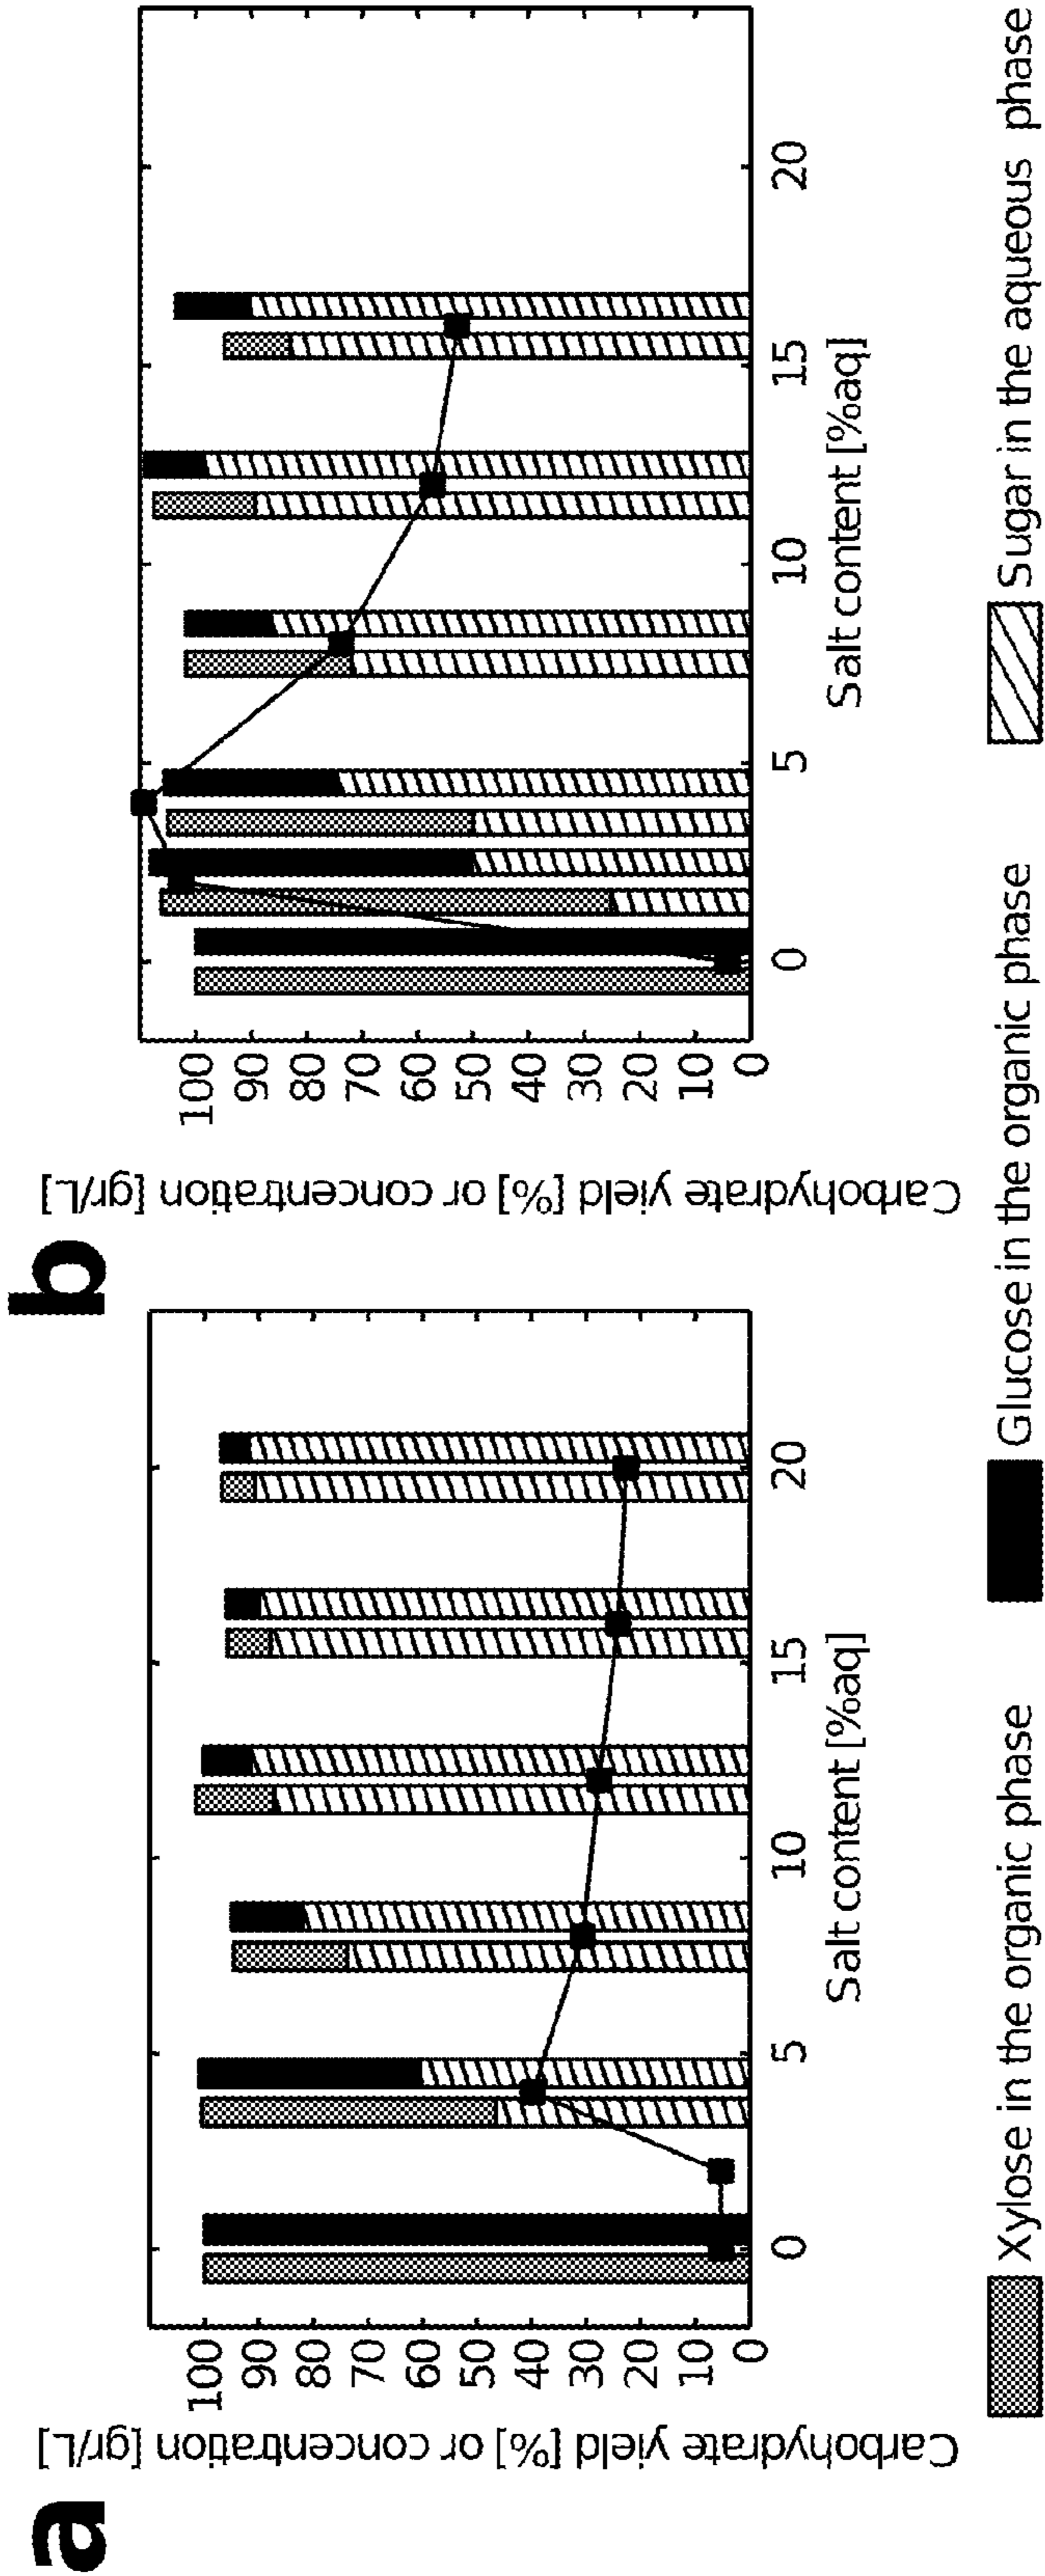 a
Carbohydrate yield [%] or concentration [gr/L]
100
90
80
70
60
50
40
30
20
10
0
0 5 10 15 20
Salt content [%aq]
b
Carbohydrate yield [%] or concentration [gr/L]
100
90
80
70
60
50
40
30
20
10
0
0 5 10 15 20
Salt content [%aq]
Xylose in the organic phase
Glucose in the organic phase
Sugar in the aqueous phase